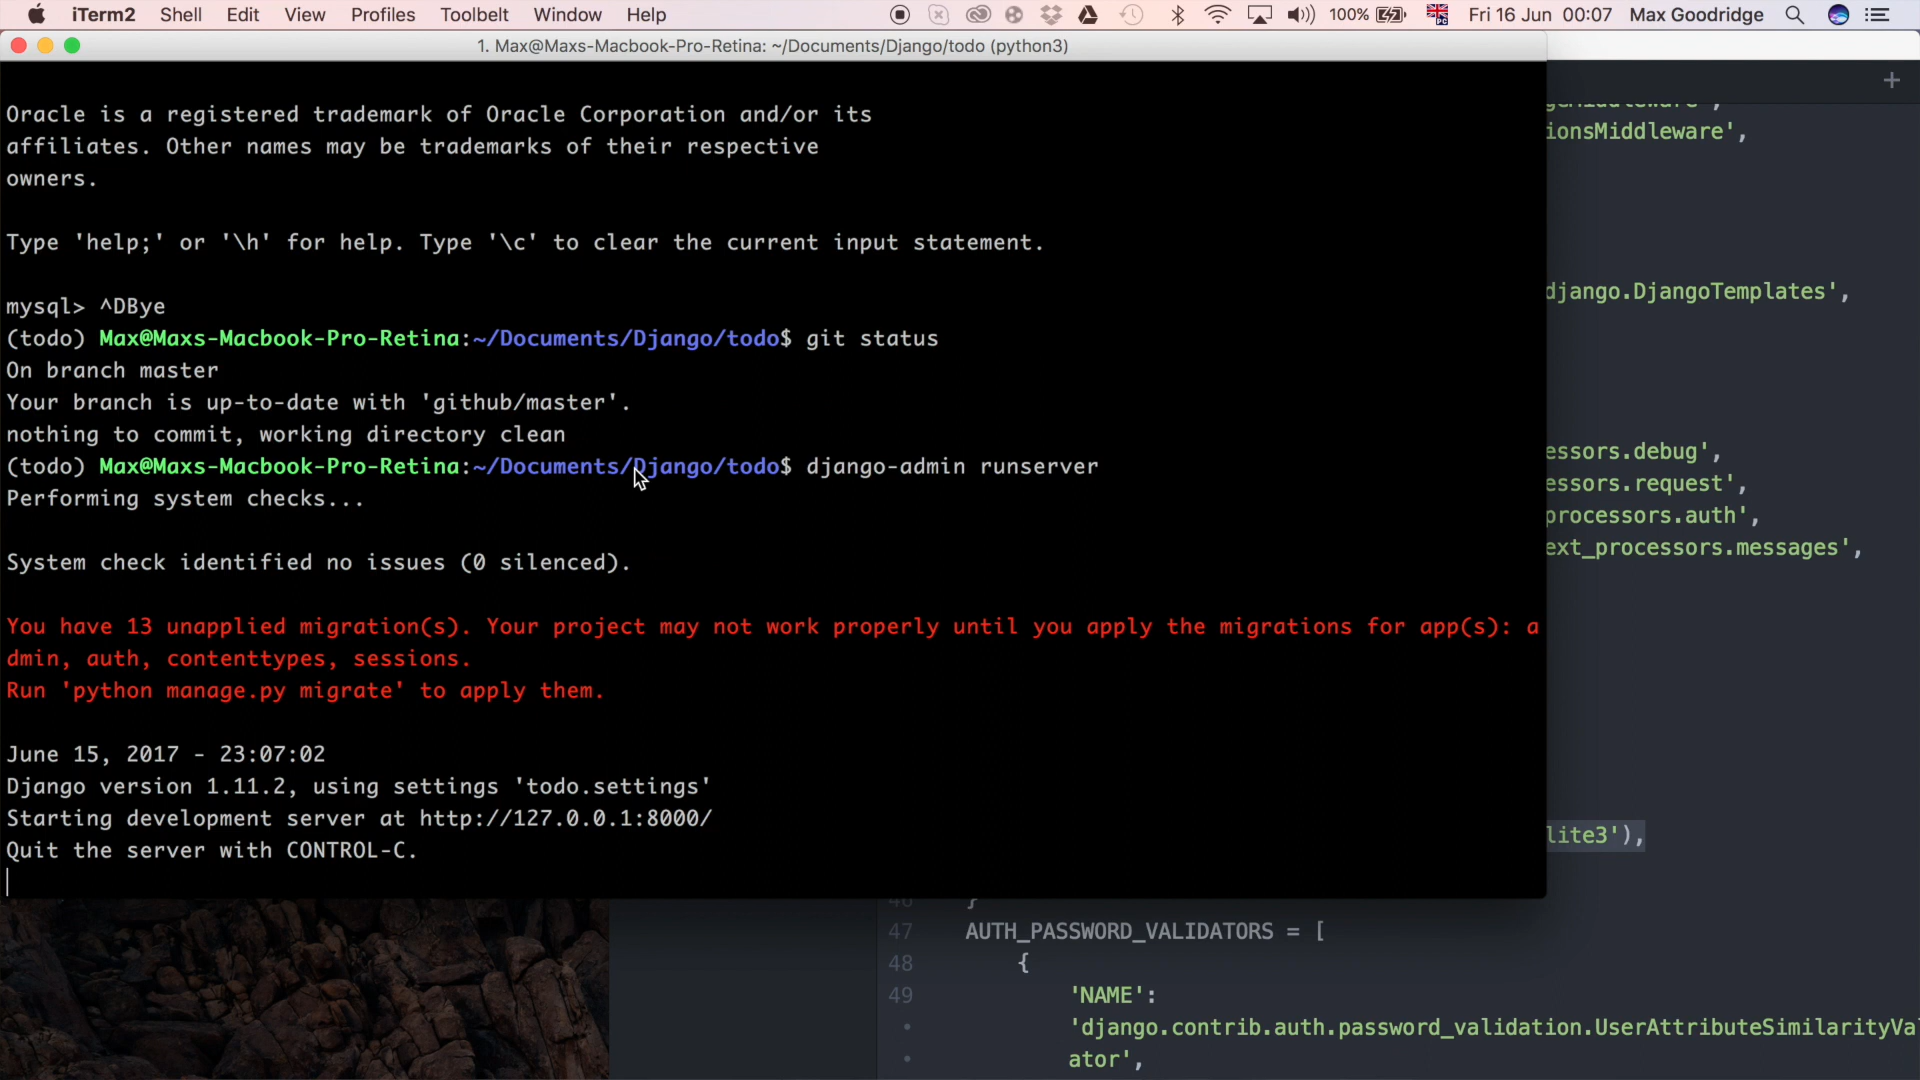 iTerm2 Shell Edit View Profiles Toolbelt Window Help 100% Fri 16 Jun 00:07 Max Goodridge
1. Max@Maxs-Macbook-Pro-Retina: ~/Documents/Django/todo (python3)
Oracle is a registered trademark of Oracle Corporation and/or its
affiliates. Other names may be trademarks of their respective
owners.
Type 'help;' or '\h' for help. Type '\c' to clear the current input statement.
mysql> ^DBye
(todo) Max@Maxs-Macbook-Pro-Retina:~/Documents/Django/todo$ git status
On branch master
Your branch is up-to-date with 'github/master'.
nothing to commit, working directory clean
(todo) Max@Maxs-Macbook-Pro-Retina:~/Documents/Django/todo$ django-admin runserver
Performing system checks...
System check identified no issues (0 silenced).
You have 13 unapplied migration(s). Your project may not work properly until you apply the migrations for app(s): a
dmin, auth, contenttypes, sessions.
Run 'python manage.py migrate' to apply them.
June 15, 2017 - 23:07:02
Django version 1.11.2, using settings 'todo.settings'
Starting development server at http://127.0.0.1:8000/
Quit the server with CONTROL-C.
ionsMiddleware',
django.DjangoTemplates',
essors.debug',
essors.request',
processors.auth',
ext_processors.messages',
lite3'),
46 }
47 AUTH_PASSWORD_VALIDATORS = [
48 {
49 'NAME':
'django.contrib.auth.password_validation.UserAttributeSimilarityVa
ator',